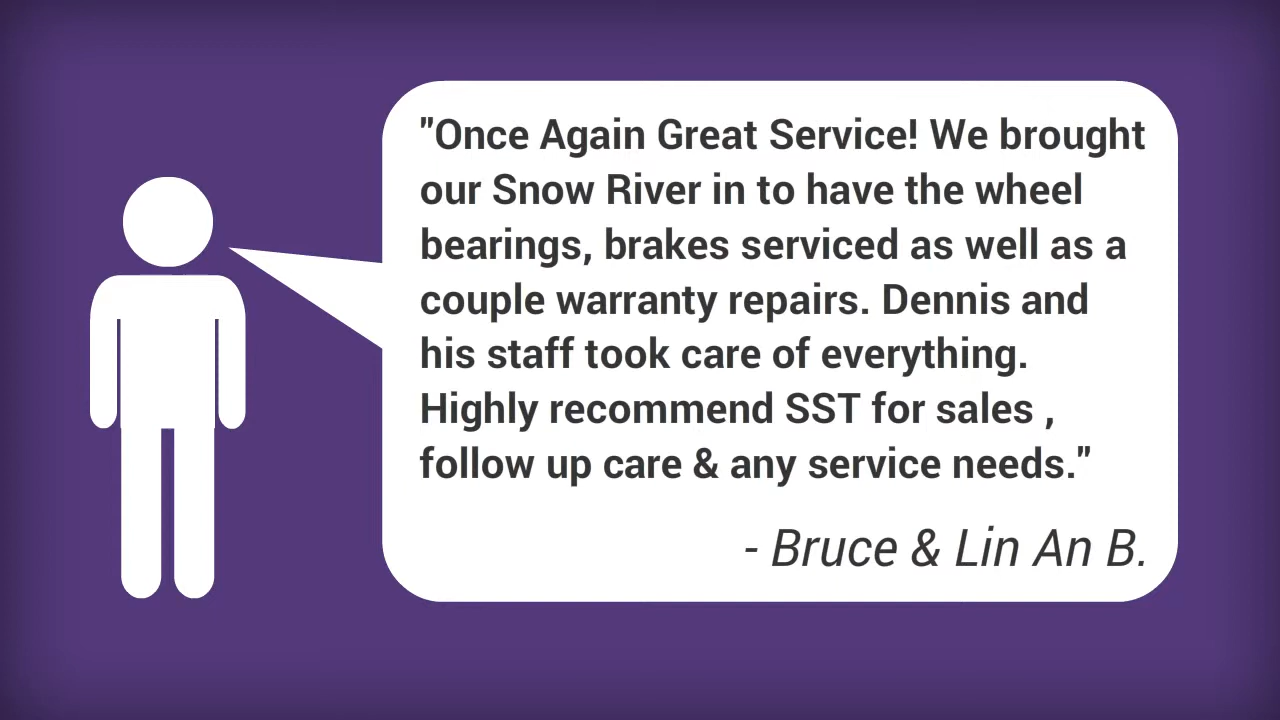 "Once Again Great Service! We brought
our Snow River in to have the wheel
bearings, brakes serviced as well as a
couple warranty repairs. Dennis and
his staff took care of everything.
Highly recommend SST for sales ,
follow up care & any service needs."
- Bruce & Lin An B.